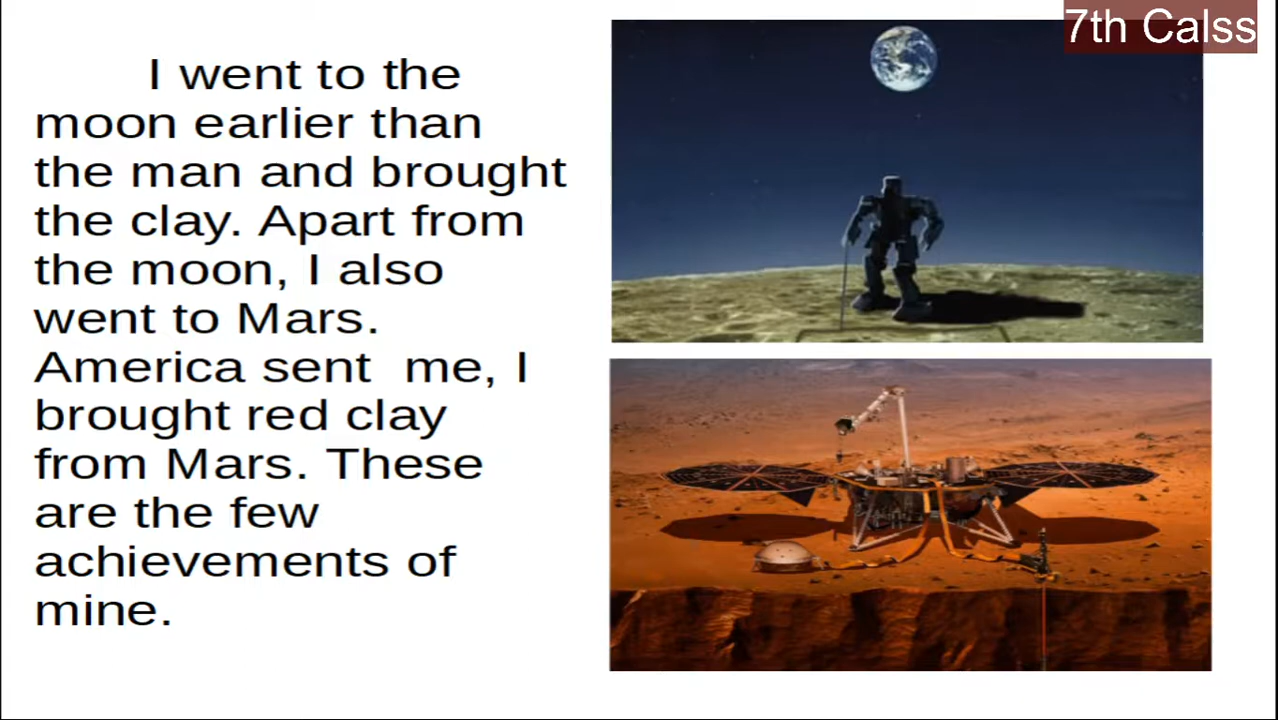 7th Calss
I went to the
moon earlier than
the man and brought
the clay. Apart from
the moon, I also
went to Mars.
America sent  me, I
brought red clay
from Mars. These
are the few
achievements of
mine.